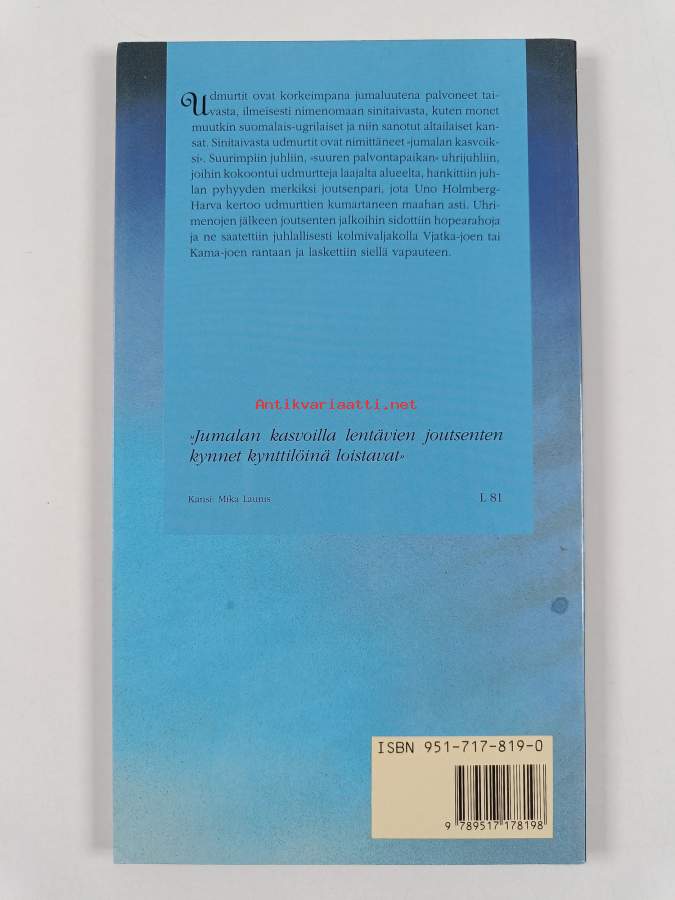 Udmurtit ovat korkeimpana jumaluutena palvoneet tai-
vasta, ilmeisesti nimenomaan sinitaivasta, kuten monet
muutkin suomalais-ugrilaiset ja niin sanotut altailaiset kan-
sat. Sinitaivasta udmurtit ovat nimittäneet »jumalan kasvoik-
si». Suurimpiin juhliin, »suuren palvontapaikan» uhrijuhliin,
joihin kokoontui udmurtteja laajalta alueelta, hankittiin juh-
lan pyhyyden merkiksi joutsenpari, jota Uno Holmberg-
Harva kertoo udmurttien kumartaneen maahan asti. Uhri-
menojen jälkeen joutsenten jalkoihin sidottiin hopearahoja
ja ne saatettiin juhlallisesti kolmivaljakolla Vjatka-joen tai
Kama-joen rantaan ja laskettiin siellä vapauteen.
Antikvariaatti.net
»Jumalan kasvoilla lentävien joutsenten
kynnet kynttilöinä loistavat»
Kansi: Mika Launis
L 81
ISBN 951-717-819-0
9 789517 178198